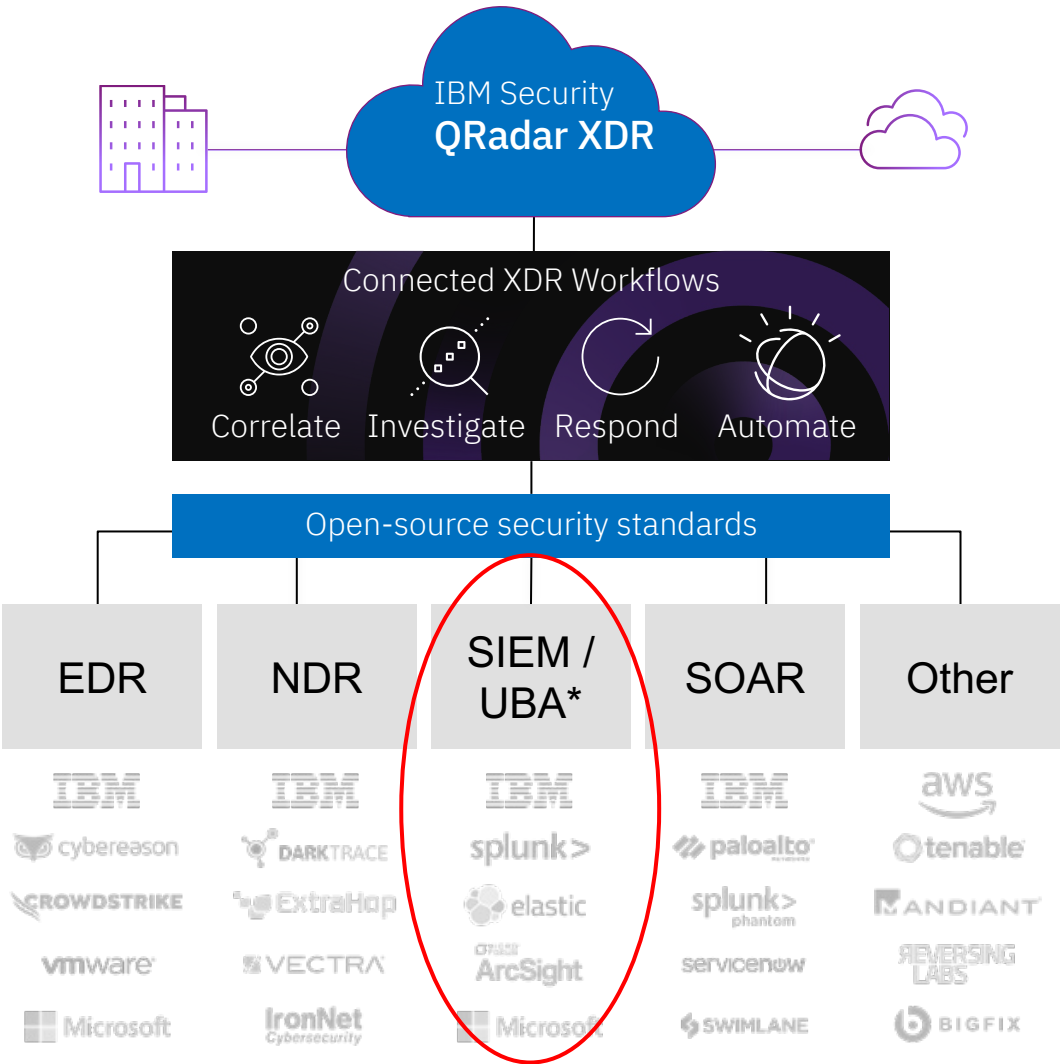 IBM Security
QRadar XDR
Connected XDR Workflows
Correlate Investigate Respond Automate
Open-source security standards
EDR
NDR
SIEM /
UBA*
SOAR
Other
IBM
cybereason
CROWDSTRIKE
vmware
Microsoft
IBM
DARKTRACE
ExtraHop
VECTRA
IronNet
Cybersecurity
IBM
splunk>
elastic
ArcSight
Microsoft
IBM
paloalto
NETWORKS
splunk>
phantom
servicenow
SWIMLANE
aws
tenable
MANDIANT
REVERSING
LABS
BIGFIX